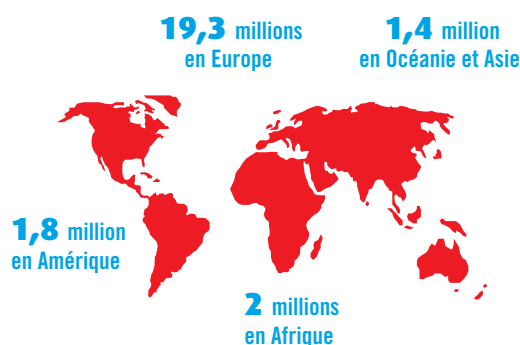 19,3 millions
en Europe
1,4 million
en Océanie et Asie
1,8 million
en Amérique
2 millions
en Afrique